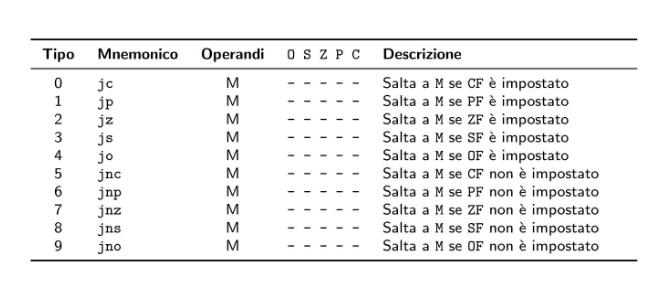 Tipo Mnemonico Operandi O S Z P C Descrizione
0 jc M - - - - - Salta a M se CF è impostato
1 jp M - - - - - Salta a M se PF è impostato
2 jz M - - - - - Salta a M se ZF è impostato
3 js M - - - - - Salta a M se SF è impostato
4 jo M - - - - - Salta a M se OF è impostato
5 jnc M - - - - - Salta a M se CF non è impostato
6 jnp M - - - - - Salta a M se PF non è impostato
7 jnz M - - - - - Salta a M se ZF non è impostato
8 jns M - - - - - Salta a M se SF non è impostato
9 jno M - - - - - Salta a M se OF non è impostato